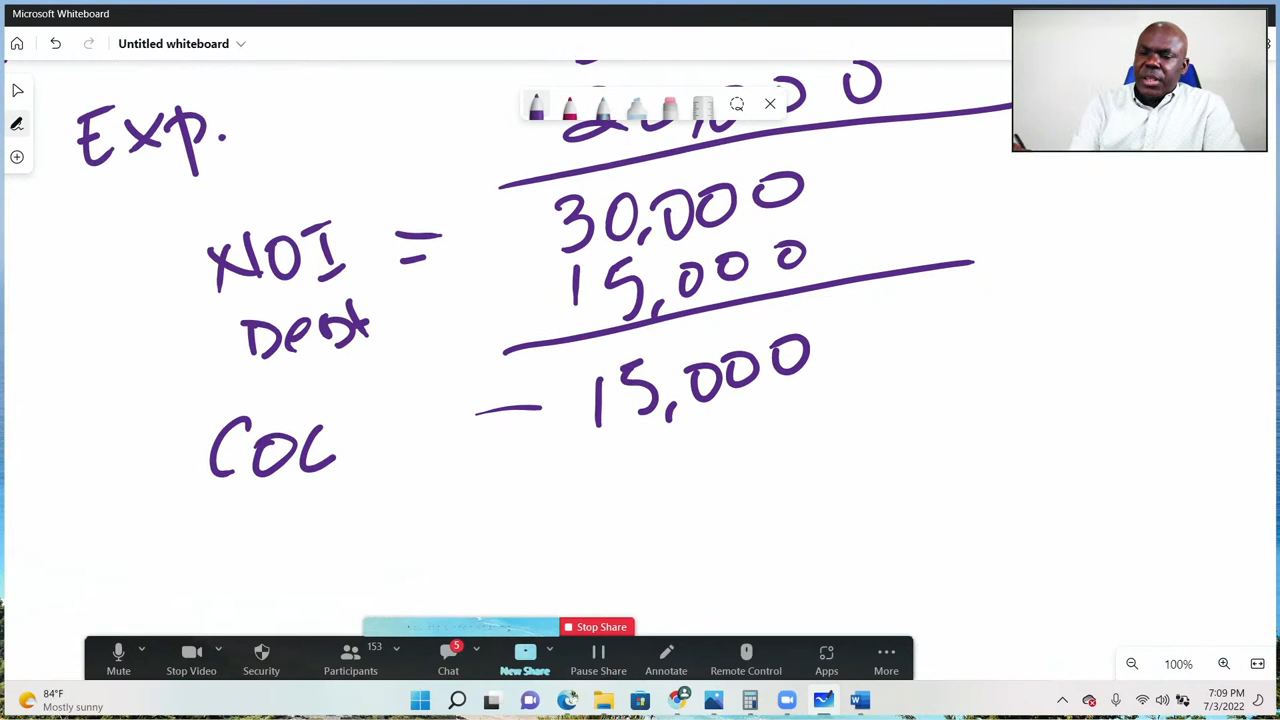 Microsoft Whiteboard
Untitled whiteboard
Exp. 20,000
NOI = 30,000
Debt 15,000
COC — 15,000
Stop Share
Mute
Stop Video
Security
Participants 153
Chat 5
New Share
Pause Share
Annotate
Remote Control
Apps
More
100%
84°F
Mostly sunny
7:09 PM
7/3/2022